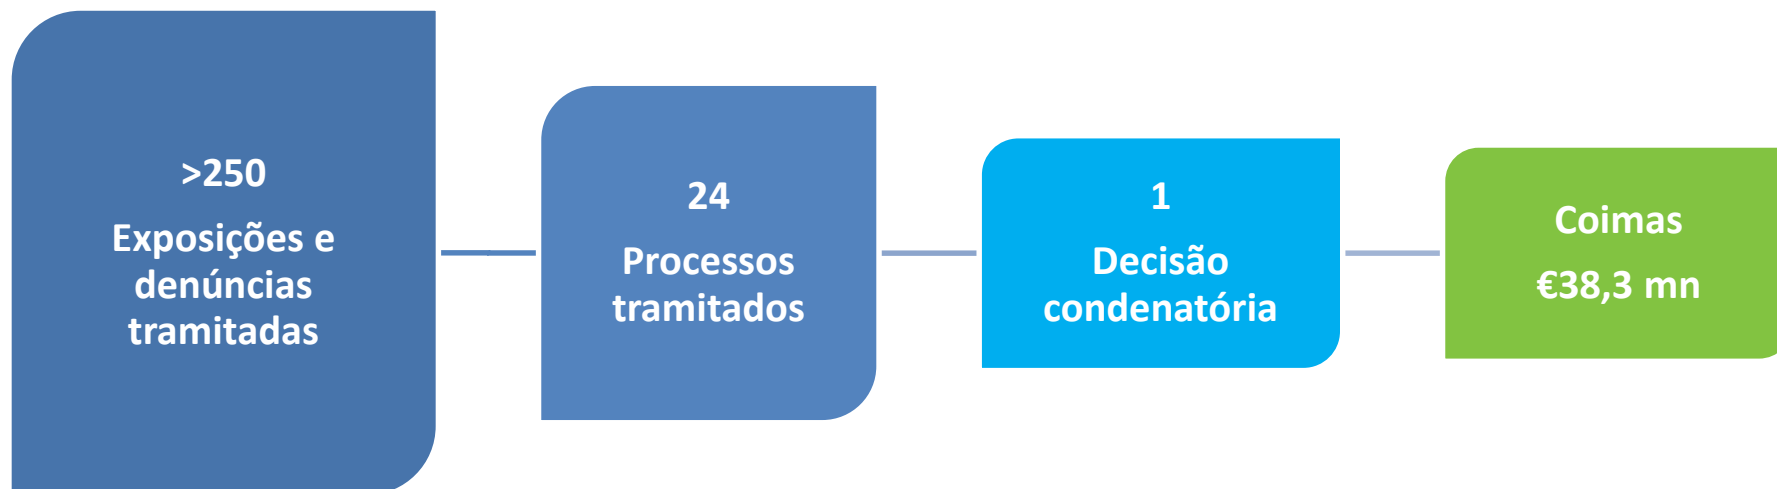 >250
Exposições e
denúncias
tramitadas
24
Processos
tramitados
1
Decisão
condenatória
Coimas
€38,3 mn